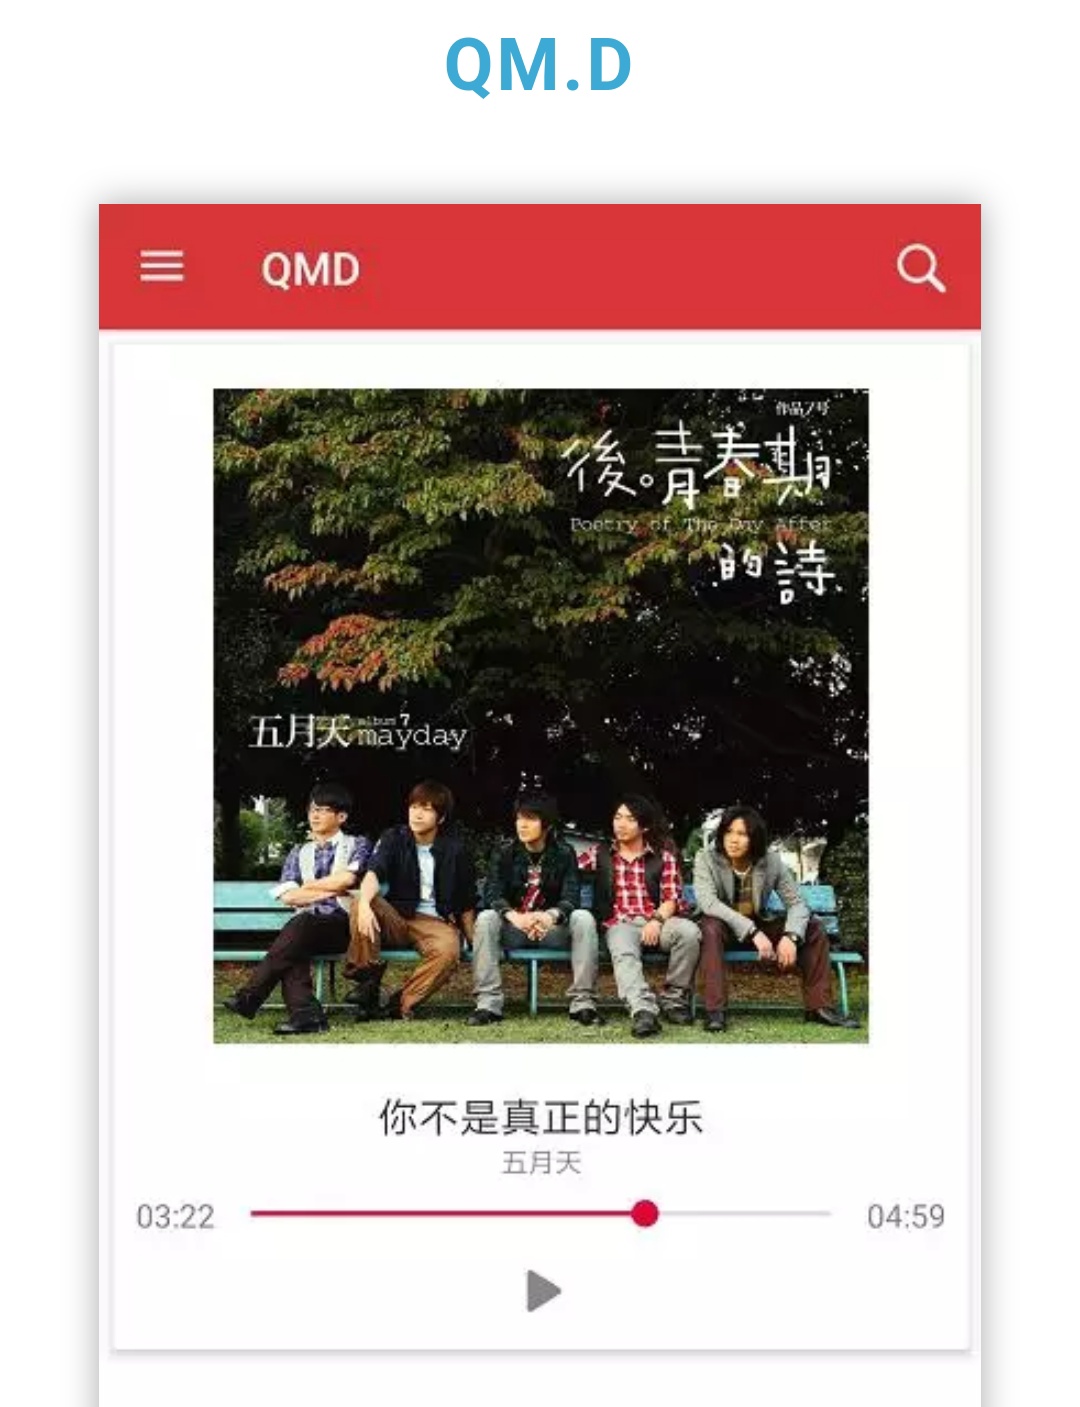 QM.D
QMD
作品7号
後。青春期
Poetry of The Day After
的詩
五月天 album 7
mayday
你不是真正的快乐
五月天
03:22 04:59